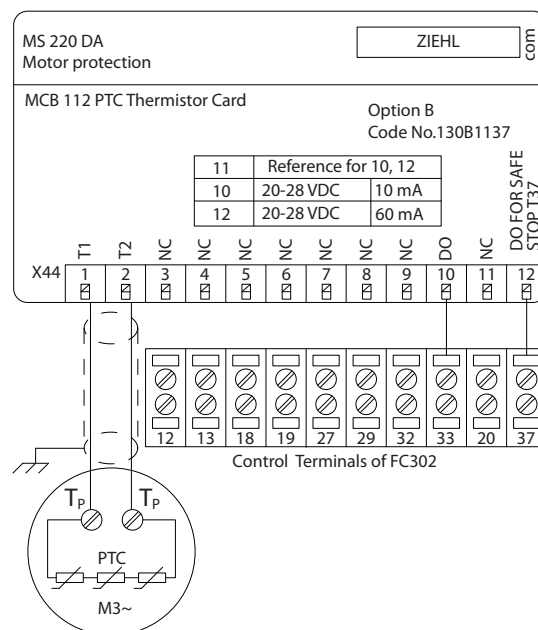 MS 220 DA
Motor protection
ZIEHL
com
MCB 112 PTC Thermistor Card
Option B
Code No.130B1137
11 Reference for 10, 12
10 20-28 VDC 10 mA
12 20-28 VDC 60 mA
T1 T2 NC NC NC NC NC NC NC DO NC DO FOR SAFE
STOP T37
X44 1 2 3 4 5 6 7 8 9 10 11 12
12 13 18 19 27 29 32 33 20 37
Control Terminals of FC302
TP TP
PTC
M3~